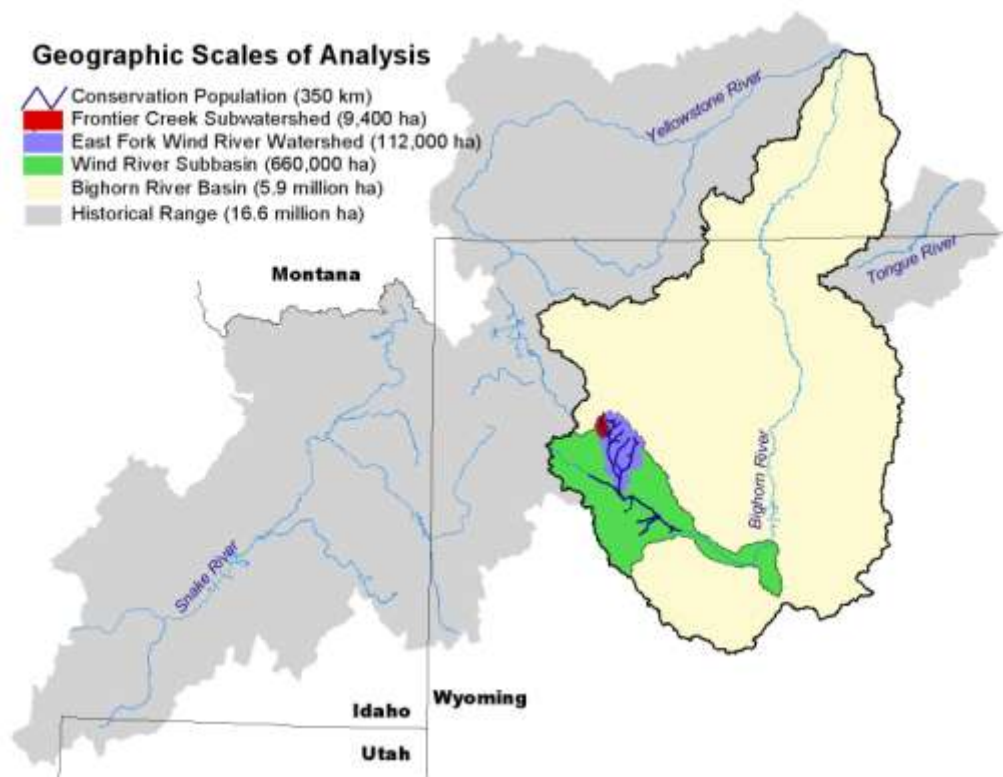 Geographic Scales of Analysis
Conservation Population (350 km)
Frontier Creek Subwatershed (9,400 ha)
East Fork Wind River Watershed (112,000 ha)
Wind River Subbasin (660,000 ha)
Bighorn River Basin (5.9 million ha)
Historical Range (16.6 million ha)
Yellowstone River
Tongue River
Montana
Bighorn River
Snake River
Wyoming
Idaho
Utah